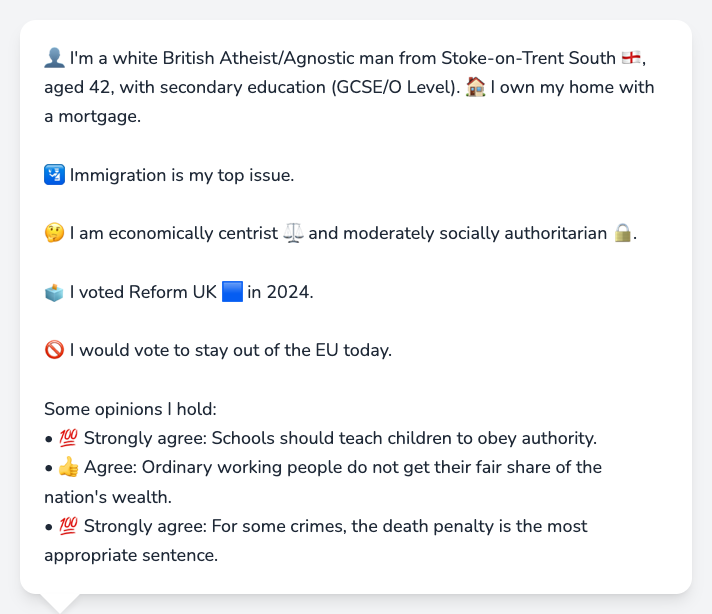 👤 I'm a white British Atheist/Agnostic man from Stoke-on-Trent South 🏴󠁧󠁢󠁥󠁮󠁧󠁿,
aged 42, with secondary education (GCSE/O Level). 🏠 I own my home with
a mortgage.
🛂 Immigration is my top issue.
🤔 I am economically centrist ⚖️ and moderately socially authoritarian 🔒.
🗳️ I voted Reform UK 🟦 in 2024.
🚫 I would vote to stay out of the EU today.
Some opinions I hold:
• 💯 Strongly agree: Schools should teach children to obey authority.
• 👍 Agree: Ordinary working people do not get their fair share of the
nation's wealth.
• 💯 Strongly agree: For some crimes, the death penalty is the most
appropriate sentence.